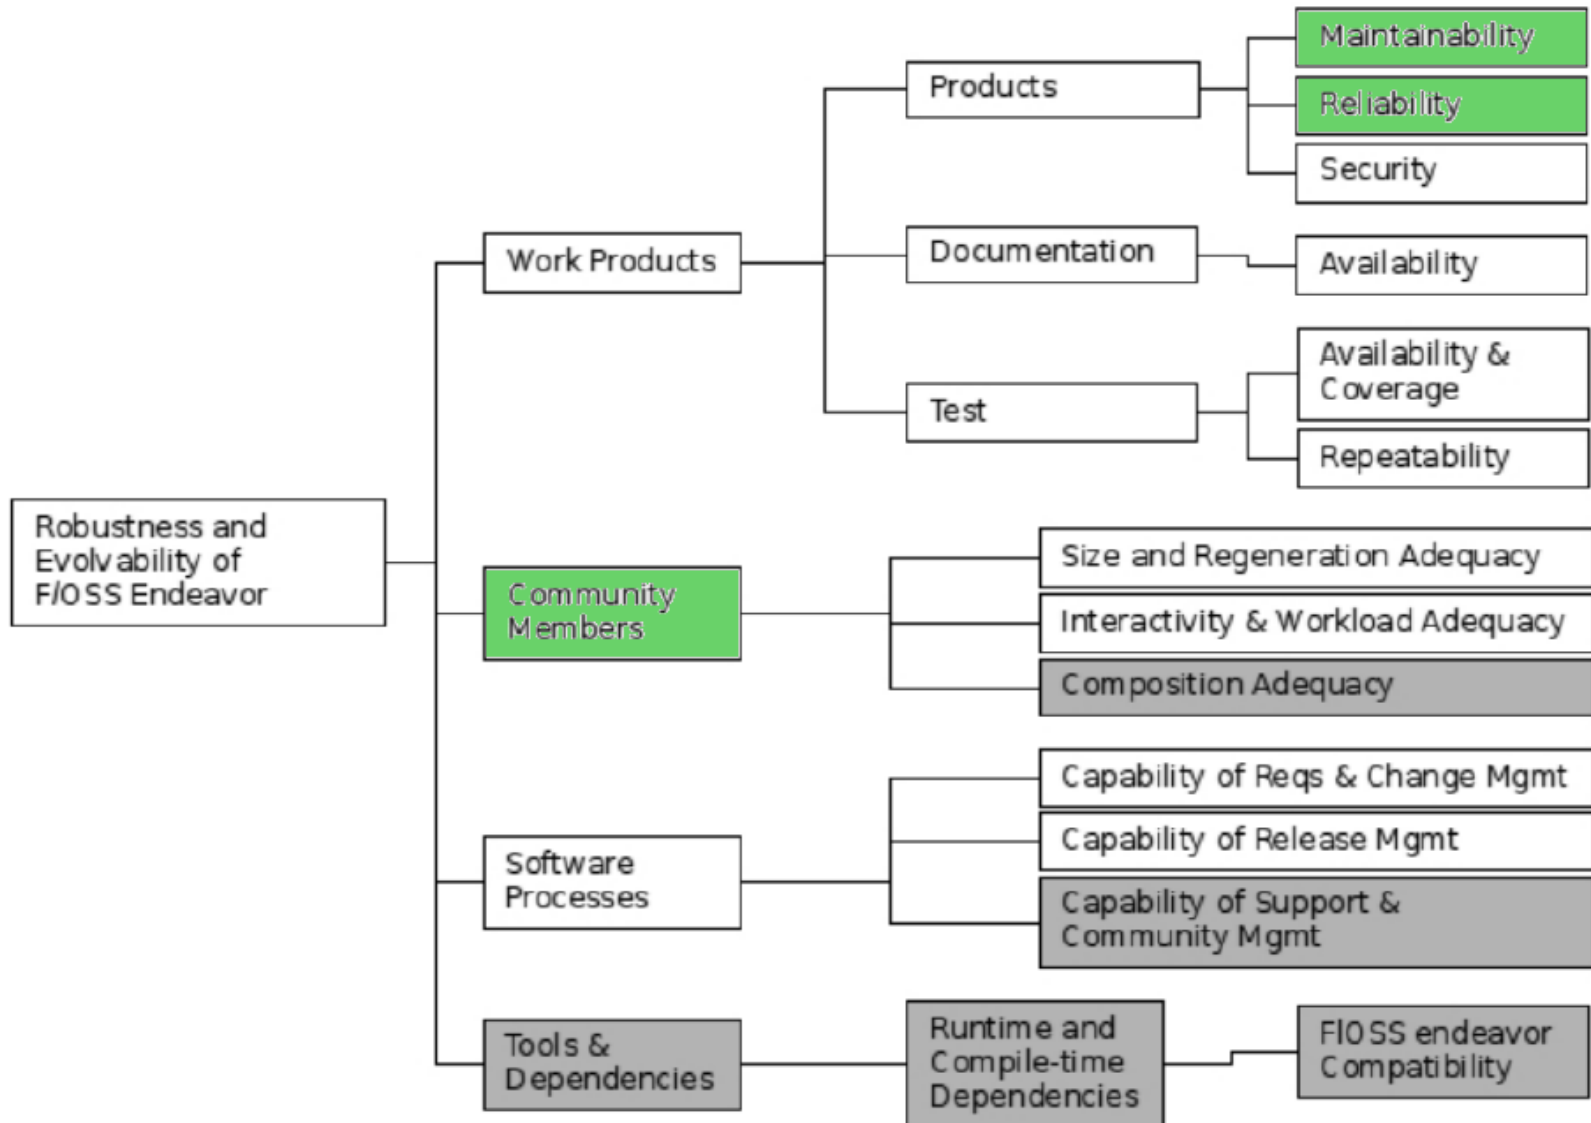 Maintainability
Reliability
Security
Products
Documentation
Availability
Work Products
Availability &
Coverage
Test
Repeatability
Robustness and
Evolvability of
F/OSS Endeavor
Community
Members
Size and Regeneration Adequacy
Interactivity & Workload Adequacy
Composition Adequacy
Software
Processes
Capability of Reqs & Change Mgmt
Capability of Release Mgmt
Capability of Support &
Community Mgmt
Tools &
Dependencies
Runtime and
Compile-time
Dependencies
FlOSS endeavor
Compatibility